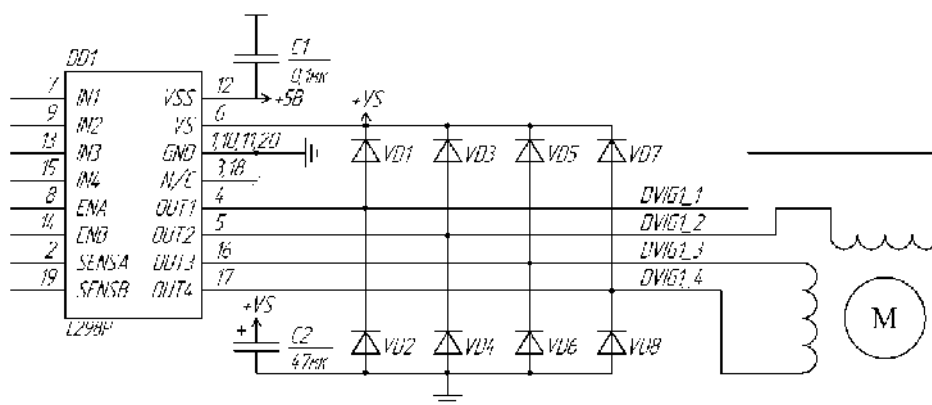 DD1
C1
0,1мк
7 IN1 VSS 12 +5В
9 IN2 VS 6 +VS
13 IN3 GND 1,10,11,20
15 IN4 N/C 3,18
8 ENA OUT1 4 DVIG1_1
14 ENB OUT2 5 DVIG1_2
2 SENSA OUT3 16 DVIG1_3
19 SENSB OUT4 17 DVIG1_4
VD1 VD3 VD5 VD7
L298P
+VS
+ C2
47мк
VD2 VD4 VD6 VD8
M